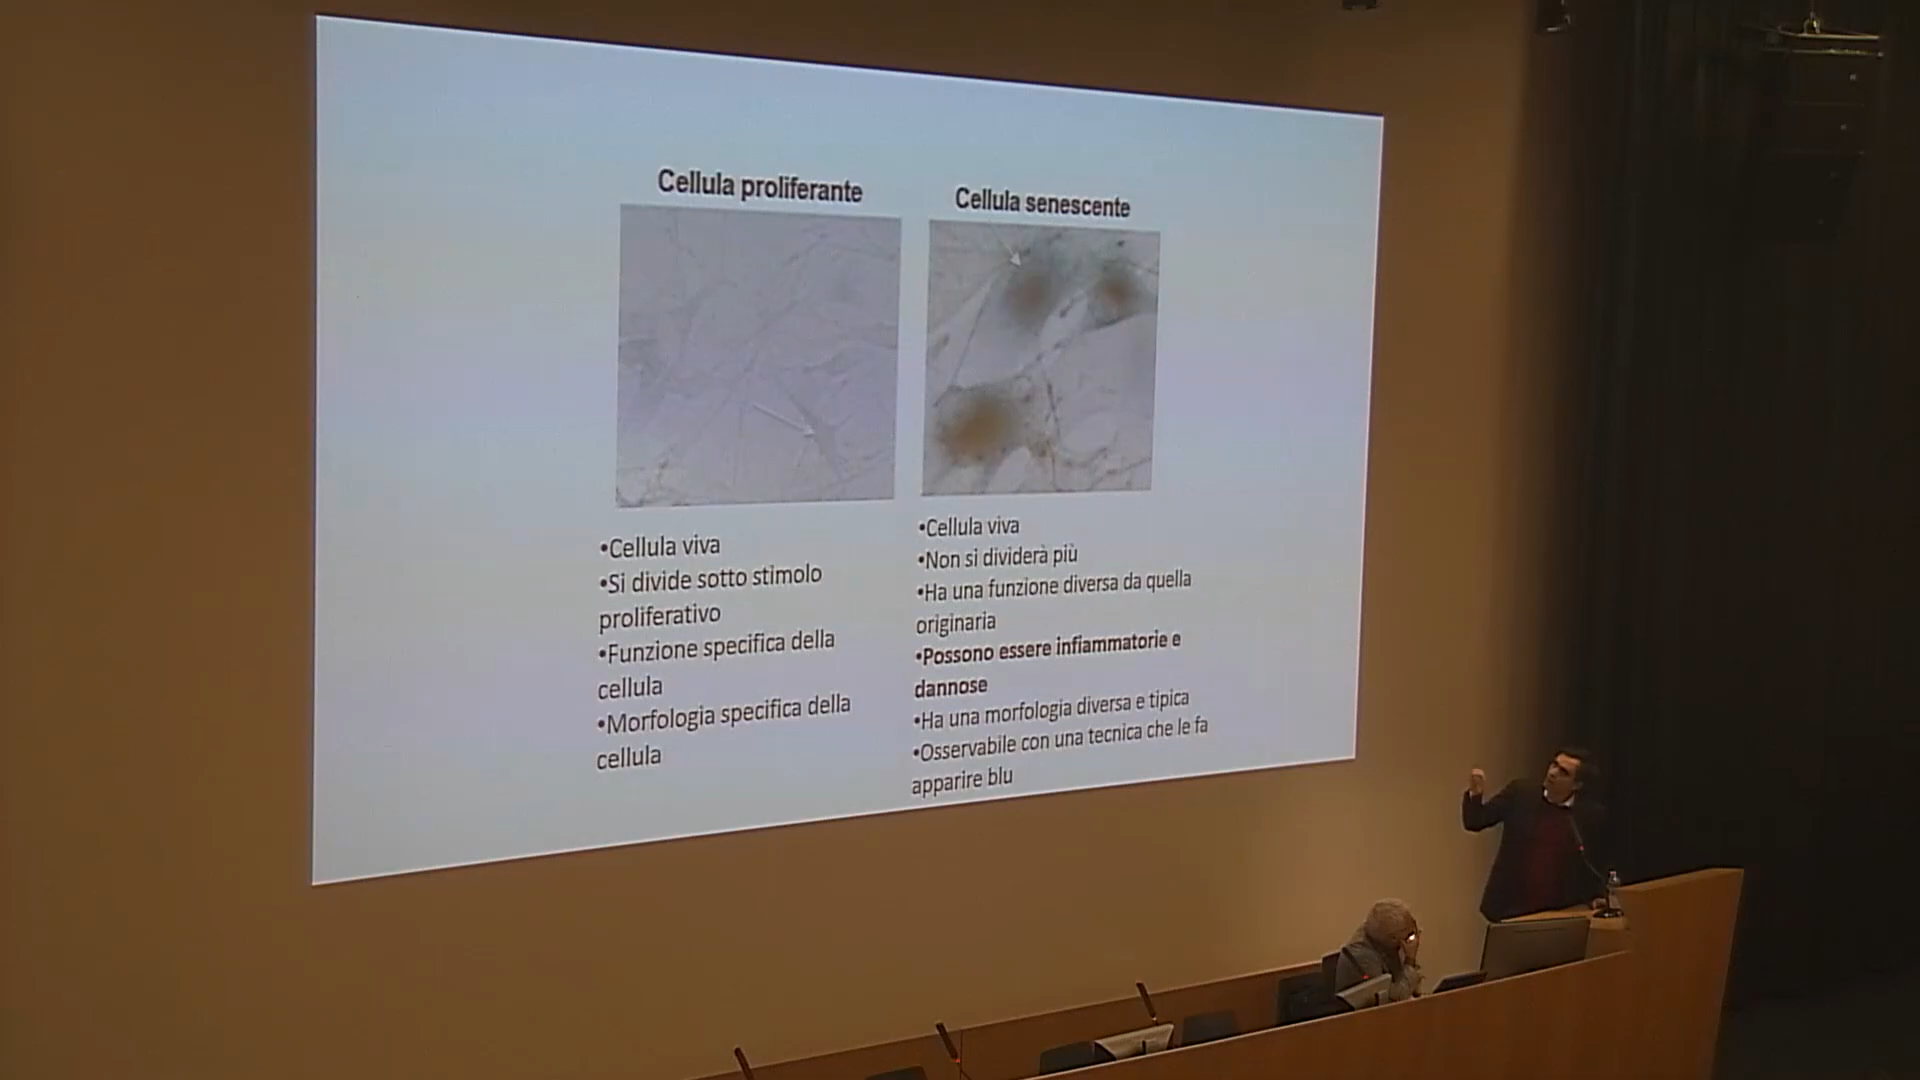 Cellula proliferante
•Cellula viva
•Si divide sotto stimolo
proliferativo
•Funzione specifica della
cellula
•Morfologia specifica della
cellula
Cellula senescente
•Cellula viva
•Non si dividerà più
•Ha una funzione diversa da quella
originaria
•Possono essere infiammatorie e
dannose
•Ha una morfologia diversa e tipica
•Osservabile con una tecnica che le fa
apparire blu